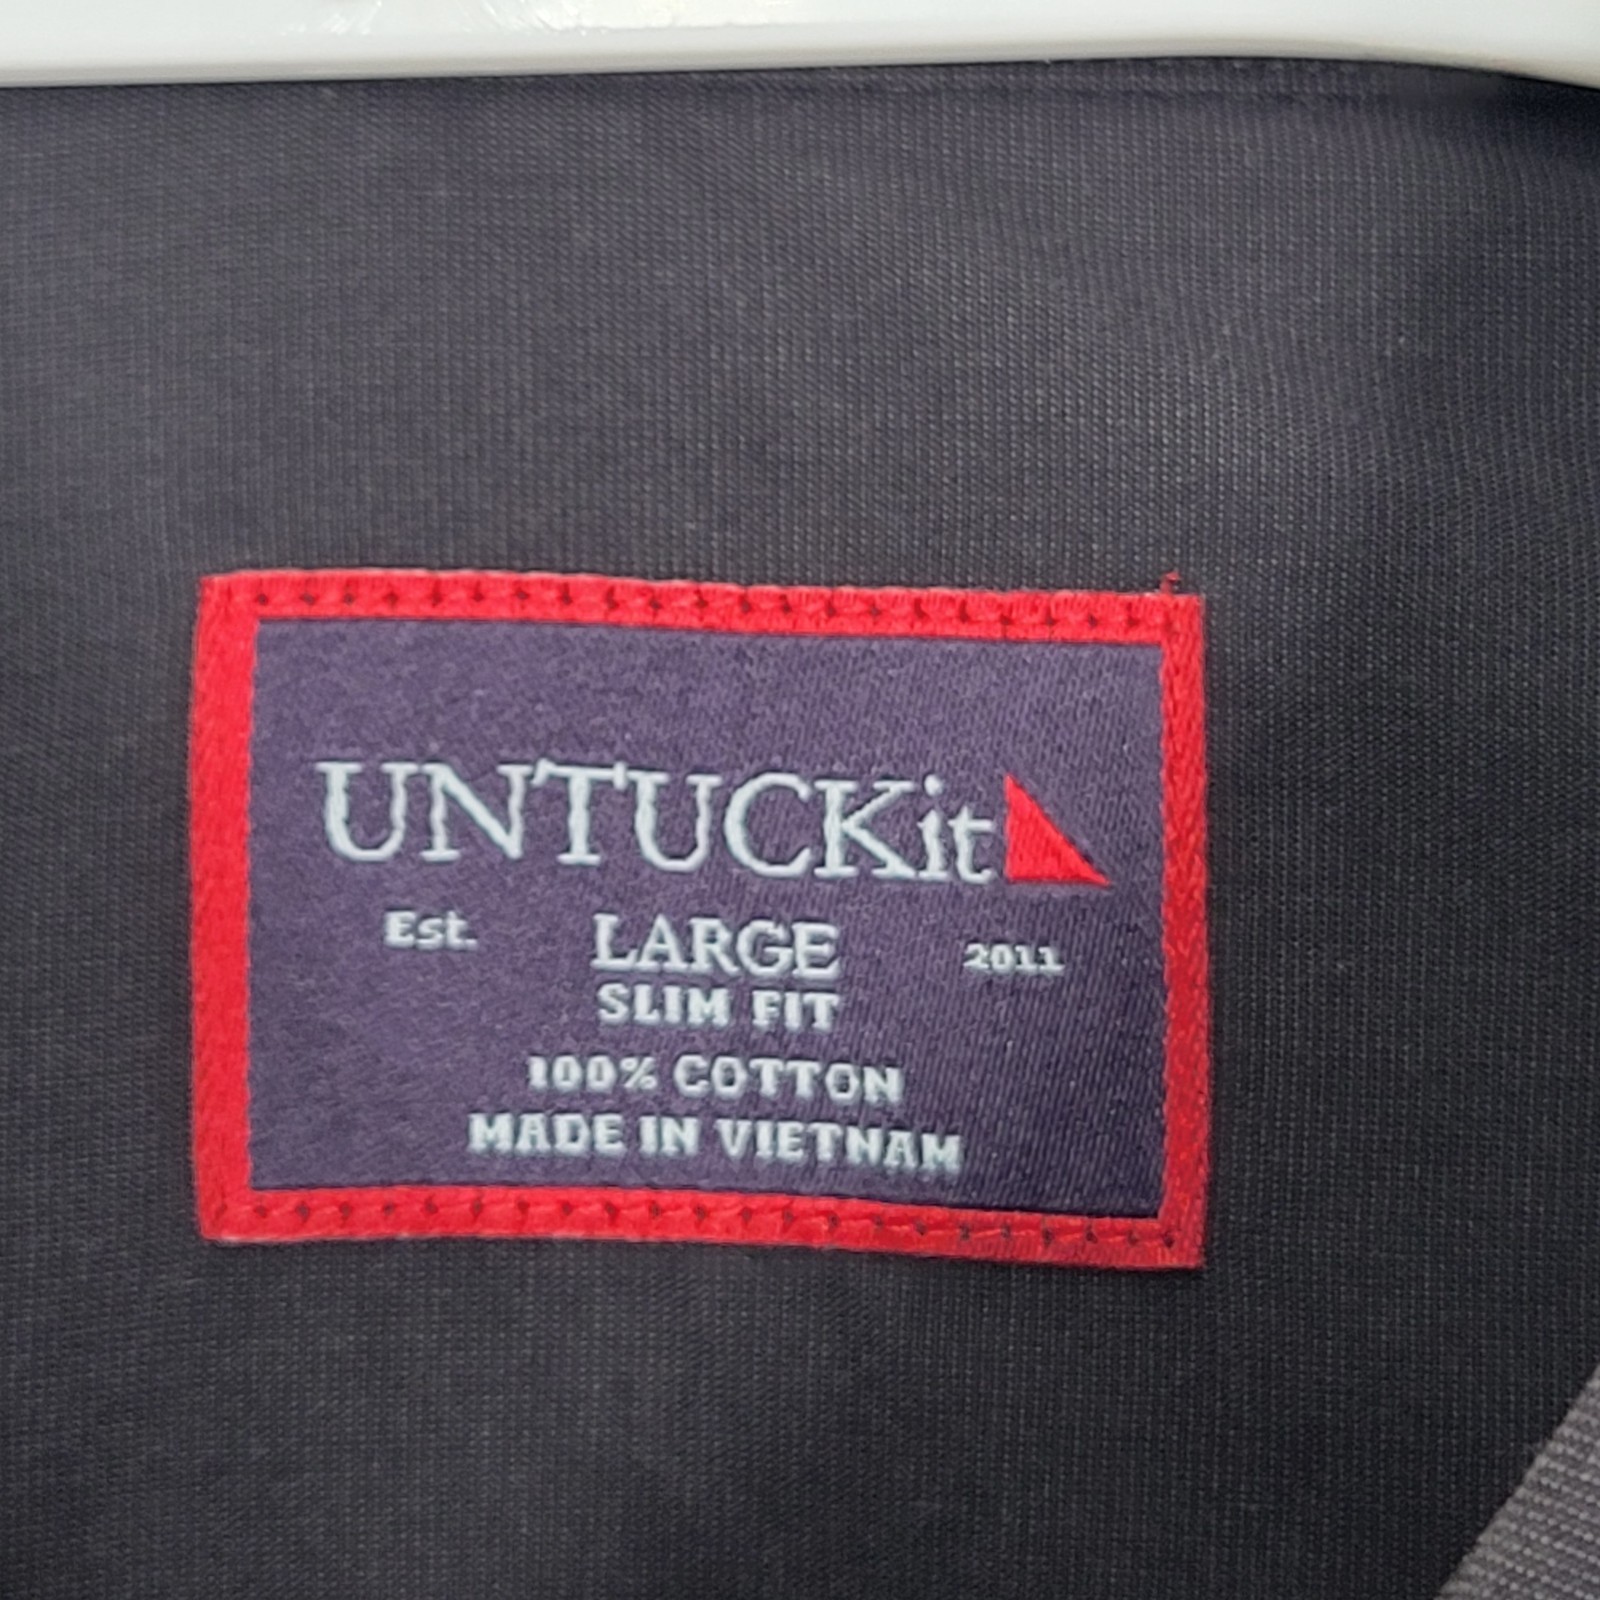 UNTUCKit
Est. LARGE 2011
SLIM FIT
100% COTTON
MADE IN VIETNAM